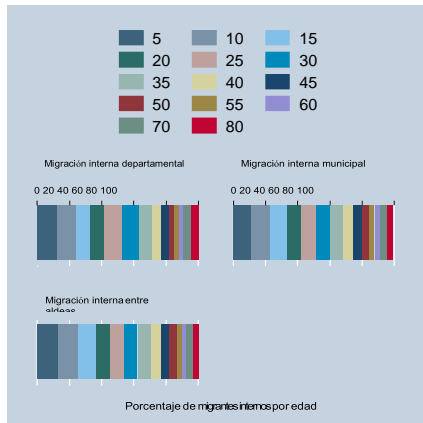 5 10 15
20 25 30
35 40 45
50 55 60
70 80
Migración interna departamental
Migración interna municipal
0 20 40 60 80 100
0 20 40 60 80 100
Migración interna entre
aldeas
Porcentaje de migrantes internos por edad